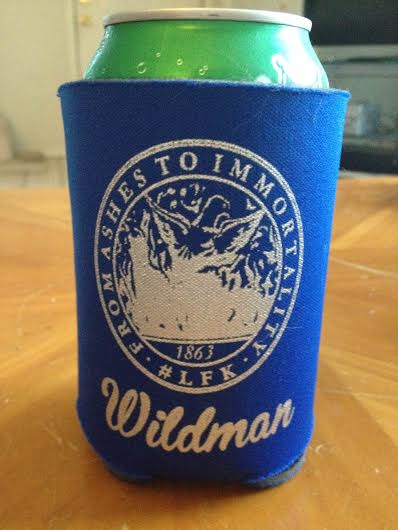 FROM ASHES TO IMMORTALITY
1863
· #LFK ·
Wildman